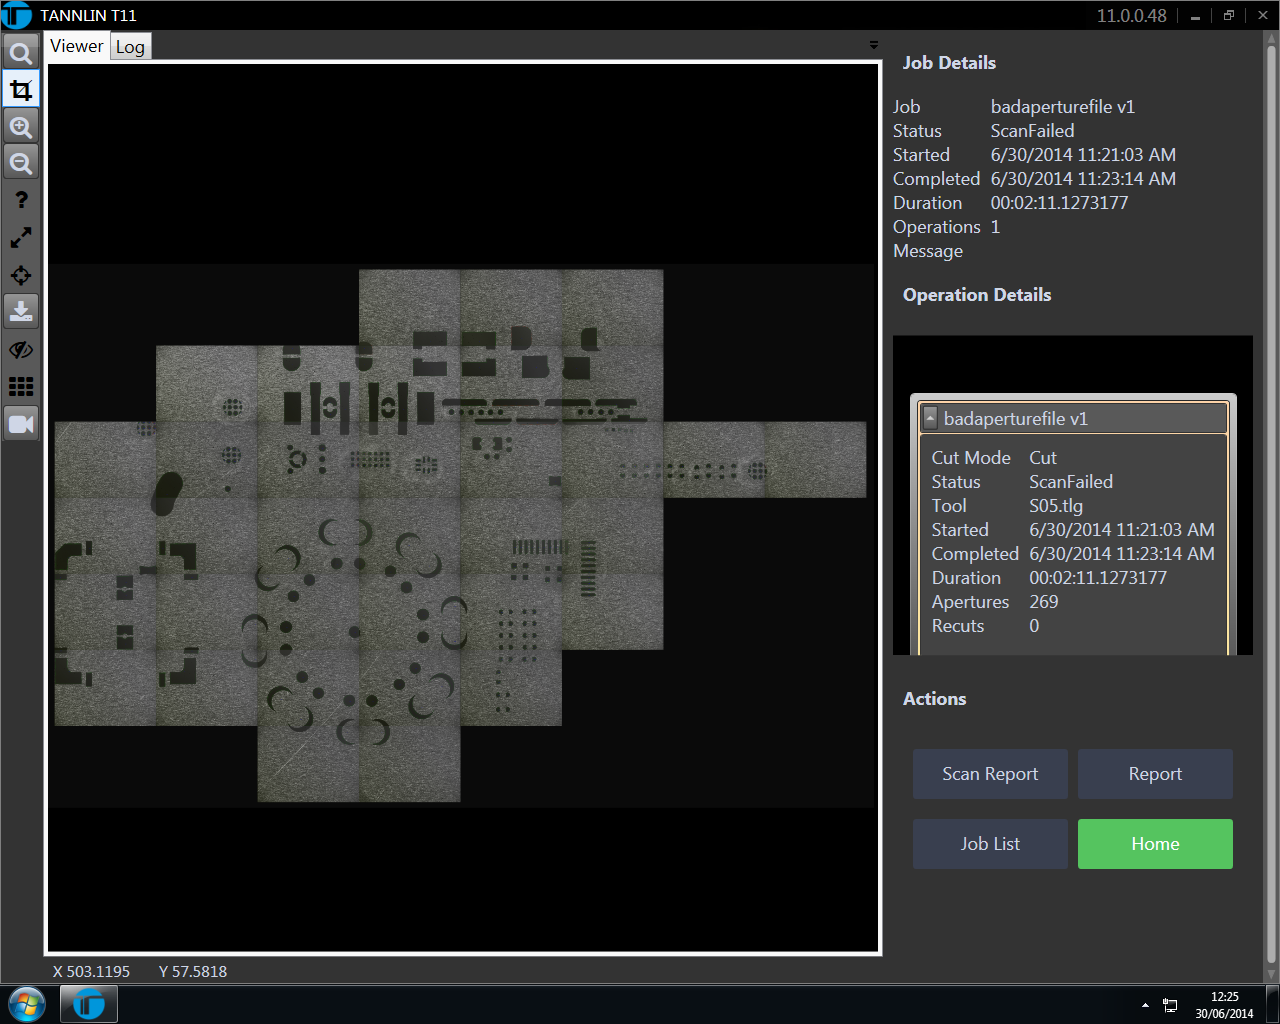 TANNLIN T11
11.0.0.48
Viewer
Log
Job Details
Job badaperturefile v1
Status ScanFailed
Started 6/30/2014 11:21:03 AM
Completed 6/30/2014 11:23:14 AM
Duration 00:02:11.1273177
Operations 1
Message
Operation Details
badaperturefile v1
Cut Mode Cut
Status ScanFailed
Tool S05.tlg
Started 6/30/2014 11:21:03 AM
Completed 6/30/2014 11:23:14 AM
Duration 00:02:11.1273177
Apertures 269
Recuts 0
Actions
Scan Report
Report
Job List
Home
X 503.1195 Y 57.5818
12:25
30/06/2014